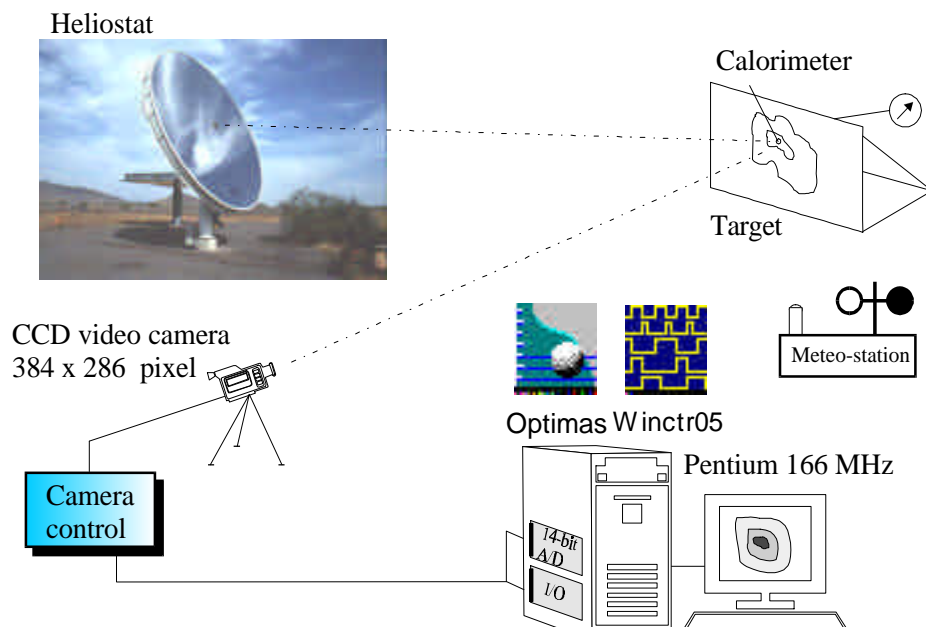 Heliostat
Calorimeter
Target
CCD video camera
384 x 286 pixel
Meteo-station
Optimas Winctr05
Pentium 166 MHz
Camera
control
14-bit
A/D
I/O